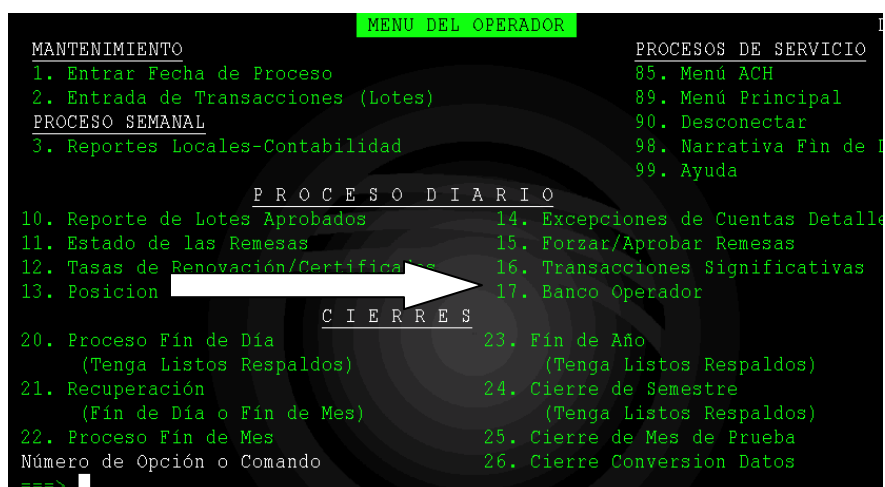 MENU DEL OPERADOR
MANTENIMIENTO PROCESOS DE SERVICIO
1. Entrar Fecha de Proceso 85. Menú ACH
2. Entrada de Transacciones (Lotes) 89. Menú Principal
PROCESO SEMANAL 90. Desconectar
3. Reportes Locales-Contabilidad 98. Narrativa Fìn de
99. Ayuda
P R O C E S O D I A R I O
10. Reporte de Lotes Aprobados 14. Excepciones de Cuentas Detalle
11. Estado de las Remesas 15. Forzar/Aprobar Remesas
12. Tasas de Renovación/Certificados 16. Transacciones Significativas
13. Posicion 17. Banco Operador
C I E R R E S
20. Proceso Fín de Día 23. Fín de Año
(Tenga Listos Respaldos) (Tenga Listos Respaldos)
21. Recuperación 24. Cierre de Semestre
(Fín de Día o Fín de Mes) (Tenga Listos Respaldos)
22. Proceso Fín de Mes 25. Cierre de Mes de Prueba
Número de Opción o Comando 26. Cierre Conversion Datos
===>